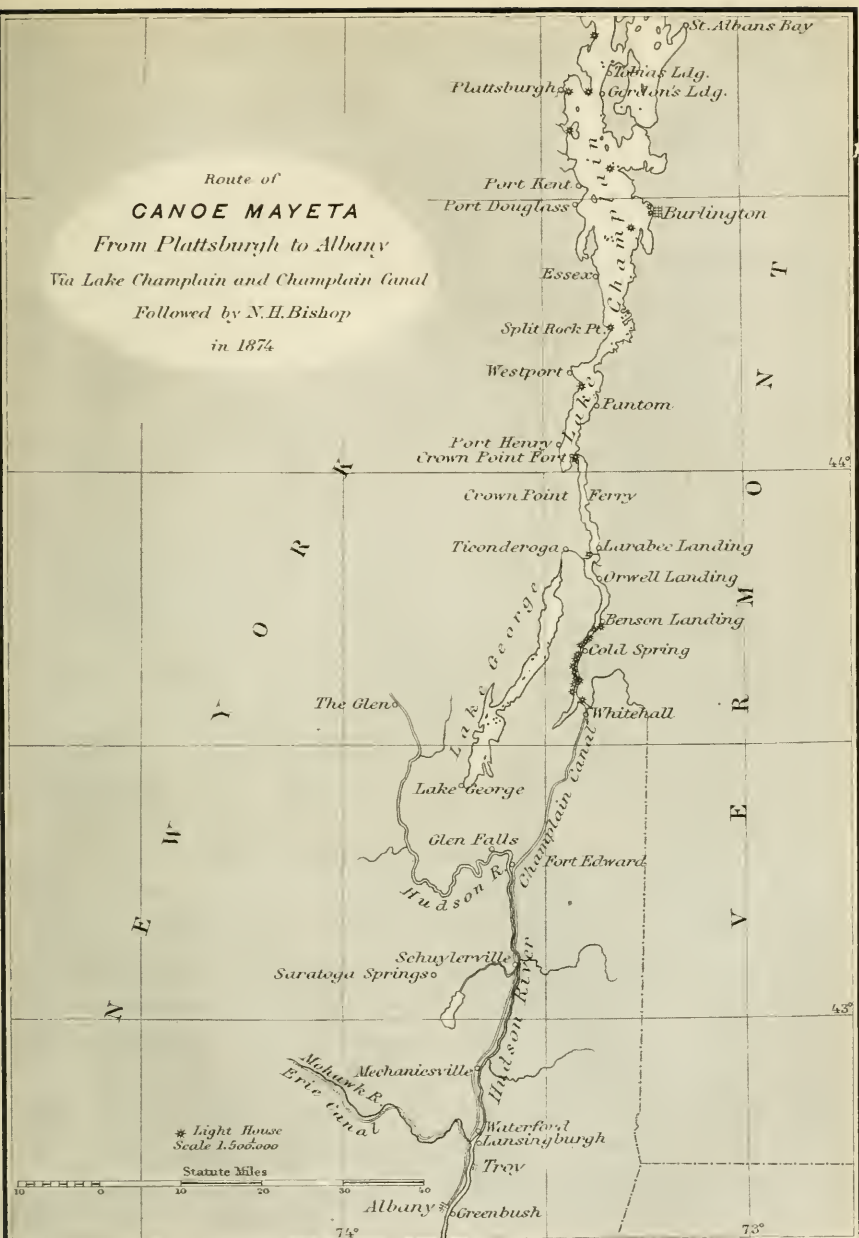 St. Albans Bay
Tobias Ldg.
Plattsburgh
Gordon's Ldg.
Route of
CANOE MAYETA
From Plattsburgh to Albany
Via Lake Champlain and Champlain Canal
Followed by N.H.Bishop
in 1874
Port Kent
Port Douglass
Burlington
Essex
Lake Champlain
Split Rock Pt.
Westport
Pantom
Port Henry
Crown Point Fort
44°
Crown Point Ferry
Ticonderoga
Larabee Landing
Orwell Landing
Benson Landing
Cold Spring
Lake George
The Glen
Whitehall
Champlain Canal
Lake George
Glen Falls
Hudson R.
Fort Edward
NEW YORK
VERMONT
Schuylerville
Saratoga Springs
Hudson River
43°
Mechanicsville
Mohawk R.
Erie Canal
Waterford
Lansingburgh
Light House
Scale 1.500.000
Troy
Statute Miles
10 0 10 20 30 40
Albany
Greenbush
74°
73°